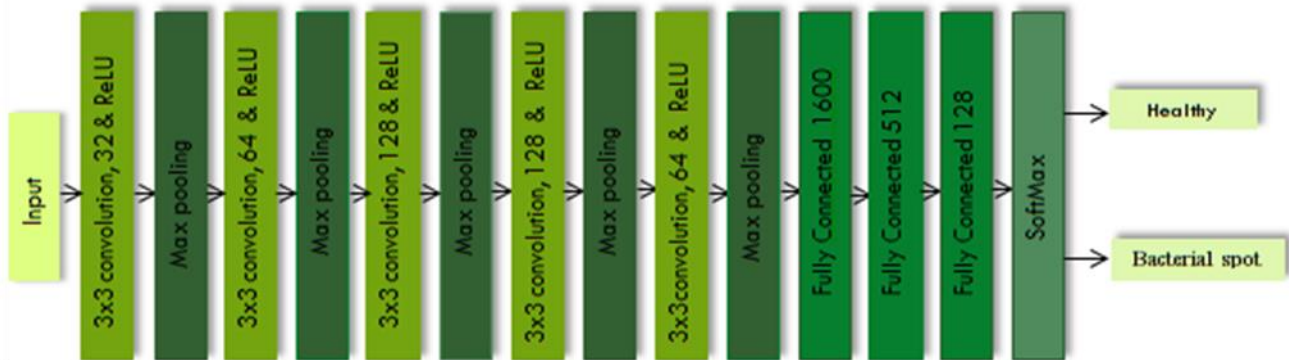 Input
3x3 convolution, 32 & ReLU
Max pooling
3x3 convolution, 64 & ReLU
Max pooling
3x3 convolution, 128 & ReLU
Max pooling
3x3 convolution, 128 & ReLU
Max pooling
3x3convolution, 64 & ReLU
Max pooling
Fully Connected 1600
Fully Connected 512
Fully Connected 128
SoftMax
Healthy
Bacterial spot.